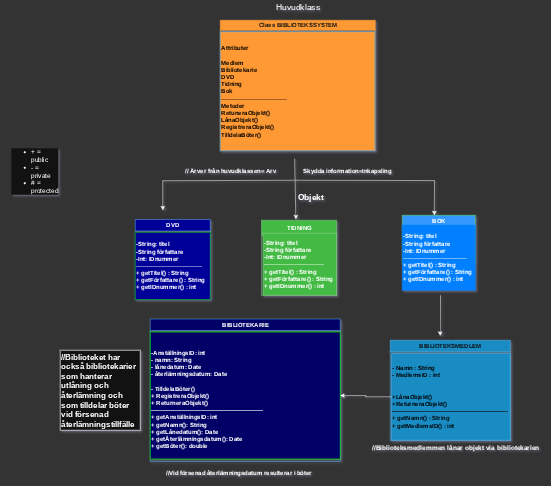 Huvudklass
Class BIBLIOTEKSSYSTEM
Attributer
Medlem
Bibliotekarie
DVD
Tidning
Bok
Metoder
ReturneraObjekt()
LånaObjekt()
RegistreraObjekt()
TilldelaBöter()
+ = public
- = private
# = protected
// Ärver från huvudklassen= Arv
Skydda information=Inkapsling
Objekt
DVD
-String: titel
-String författare
-Int: IDnummer
+ getTitel() : String
+ getFörfattare() : String
+ getIDnummer() : int
TIDNING
-String: titel
-String författare
-Int: IDnummer
+ getTitel() : String
+ getFörfattare() : String
+ getIDnummer() : int
BOK
-String: titel
-String författare
-Int: IDnummer
+ getTitel() : String
+ getFörfattare() : String
+ getIDnummer() : int
//Biblioteket har
också bibliotekarier
som hanterar
utlåning och
återlämning och
som tilldelar böter
vid försenad
återlämningstillfälle
BIBLIOTEKARIE
-AnställningsID: int
- namn: String
- lånedatum: Date
- återlämningsdatum: Date
- TilldelaBöter()
+ RegistreraObjekt()
+ ReturneraObjekt()
+ getAnställningsID: int
+ getNamn(): String
+ getLånedatum(): Date
+ getÅterlämningsdatum(): Date
+ getBöter(): double
BIBLIOTEKSMEDLEM
- Namn : String
- MedlemsID : int
+LånaObjekt()
+ ReturneraObjekt()
+ getNamn() : String
+ getMedlemsID() : int
//Biblioteksmedlemmen lånar objekt via bibliotekarien
//Vid försenad återlämningsdatum resulterar i böter